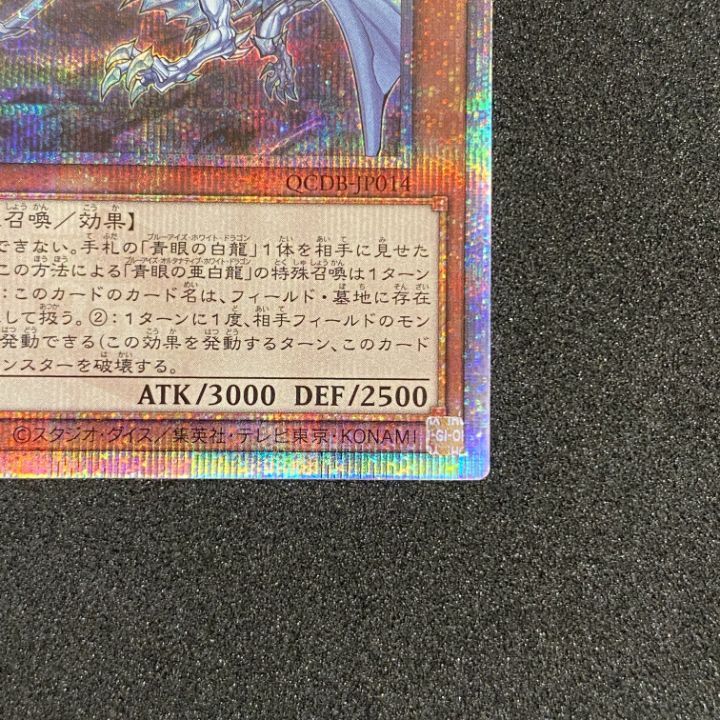 QCDB-JP014
召喚／効果】
できない。手札の「青眼の白龍」1体を相手に見せた
この方法による「青眼の亜白龍」の特殊召喚は1ターン
：このカードのカード名は、フィールド・墓地に存在
して扱う。②：1ターンに1度、相手フィールドのモン
発動できる(この効果を発動するターン、このカード
ンスターを破壊する。
ATK/3000 DEF/2500
©スタジオ・ダイス／集英社・テレビ東京・KONAMI